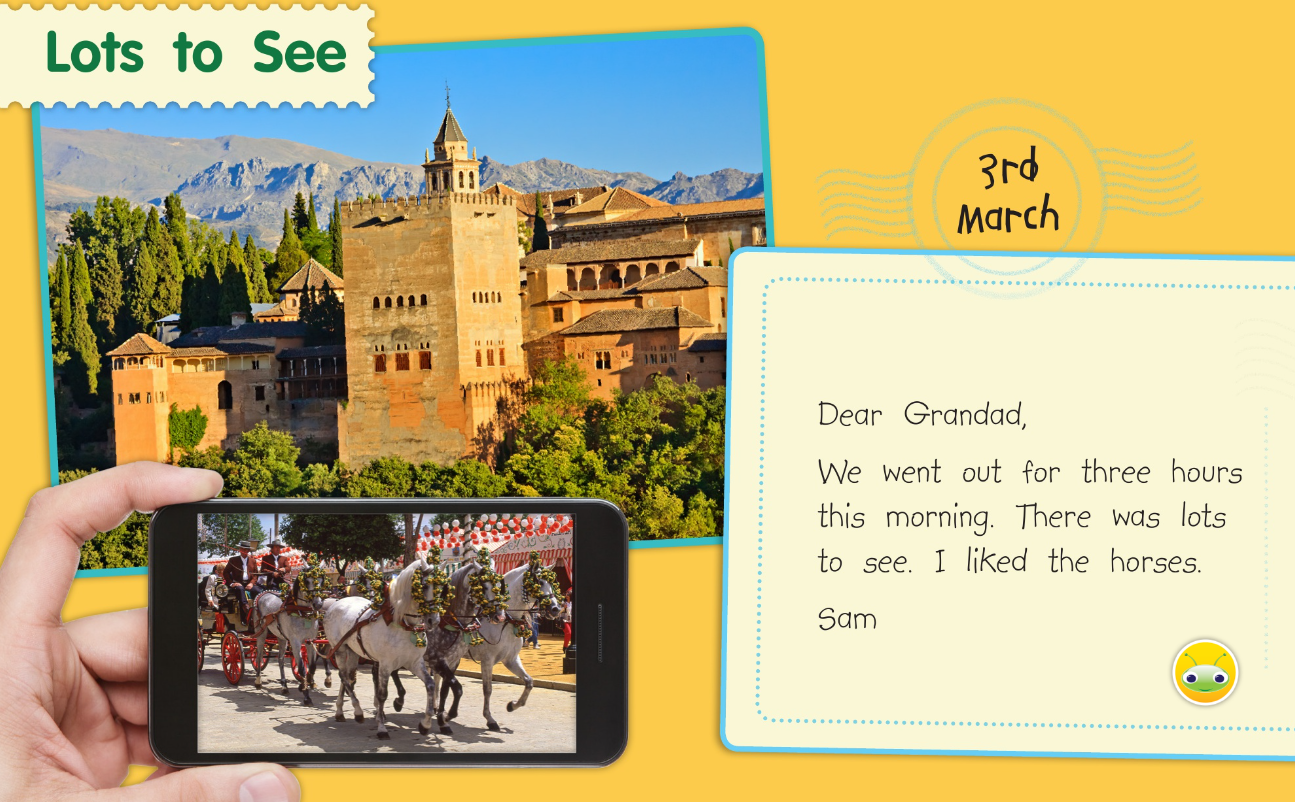 Lots to See
3rd
March
Dear Grandad,
We went out for three hours
this morning. There was lots
to see. I liked the horses.
Sam